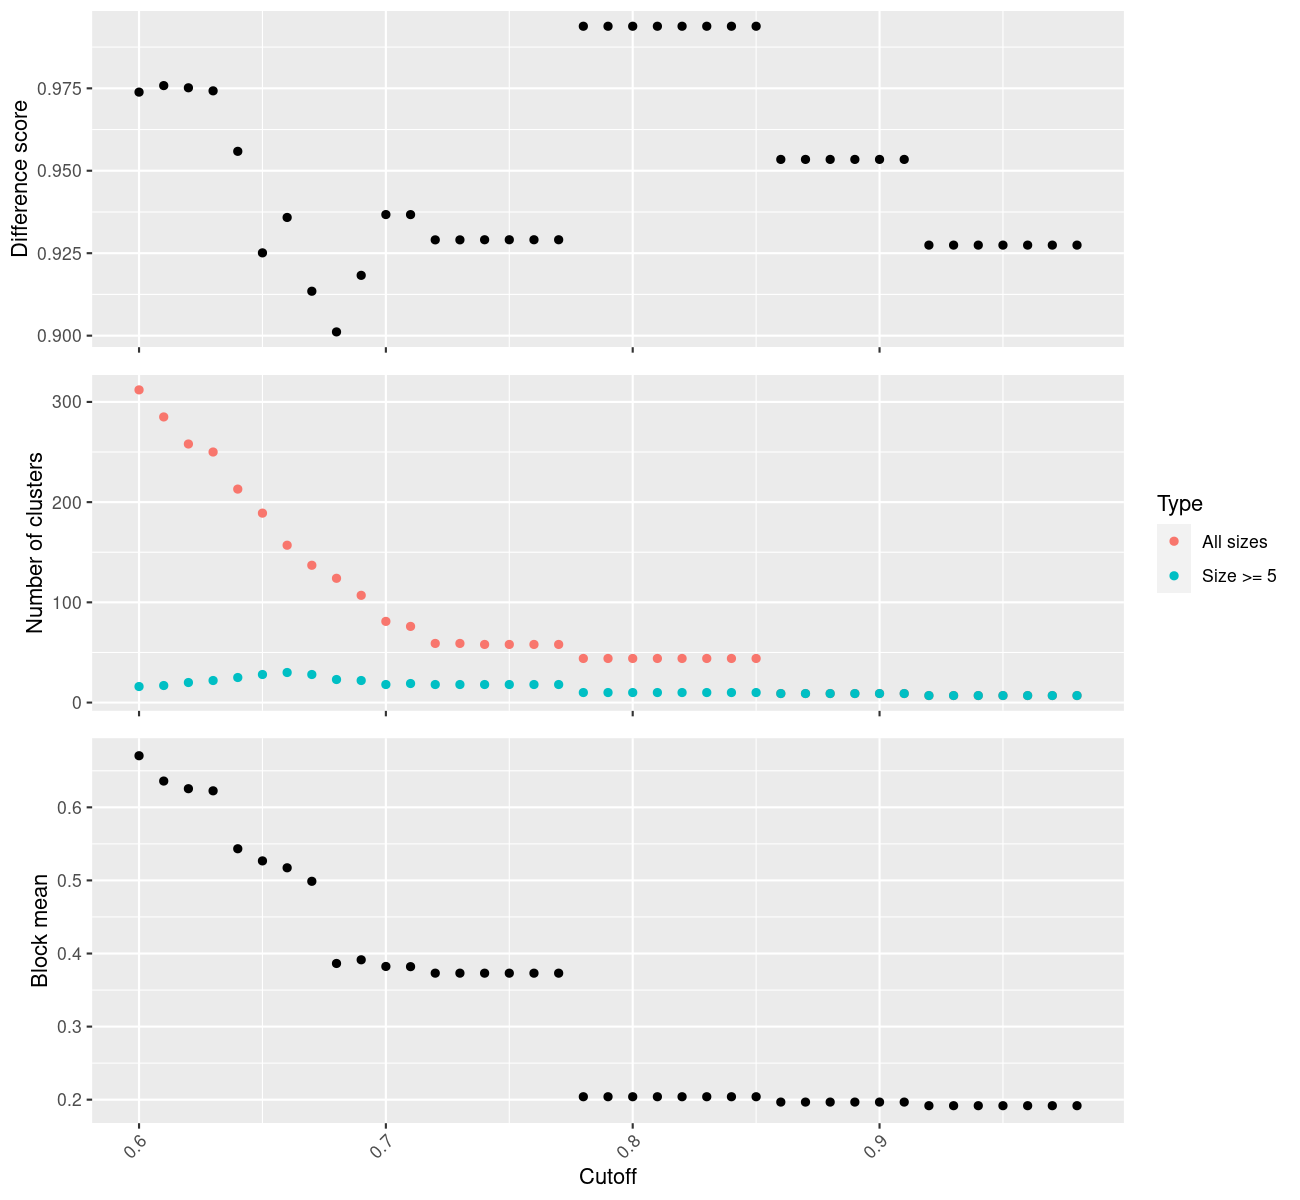 Difference score
0.975
0.950
0.925
0.900
Number of clusters
300
200
100
0
Type
All sizes
Size >= 5
Block mean
0.6
0.5
0.4
0.3
0.2
0.6 0.7 0.8 0.9
Cutoff